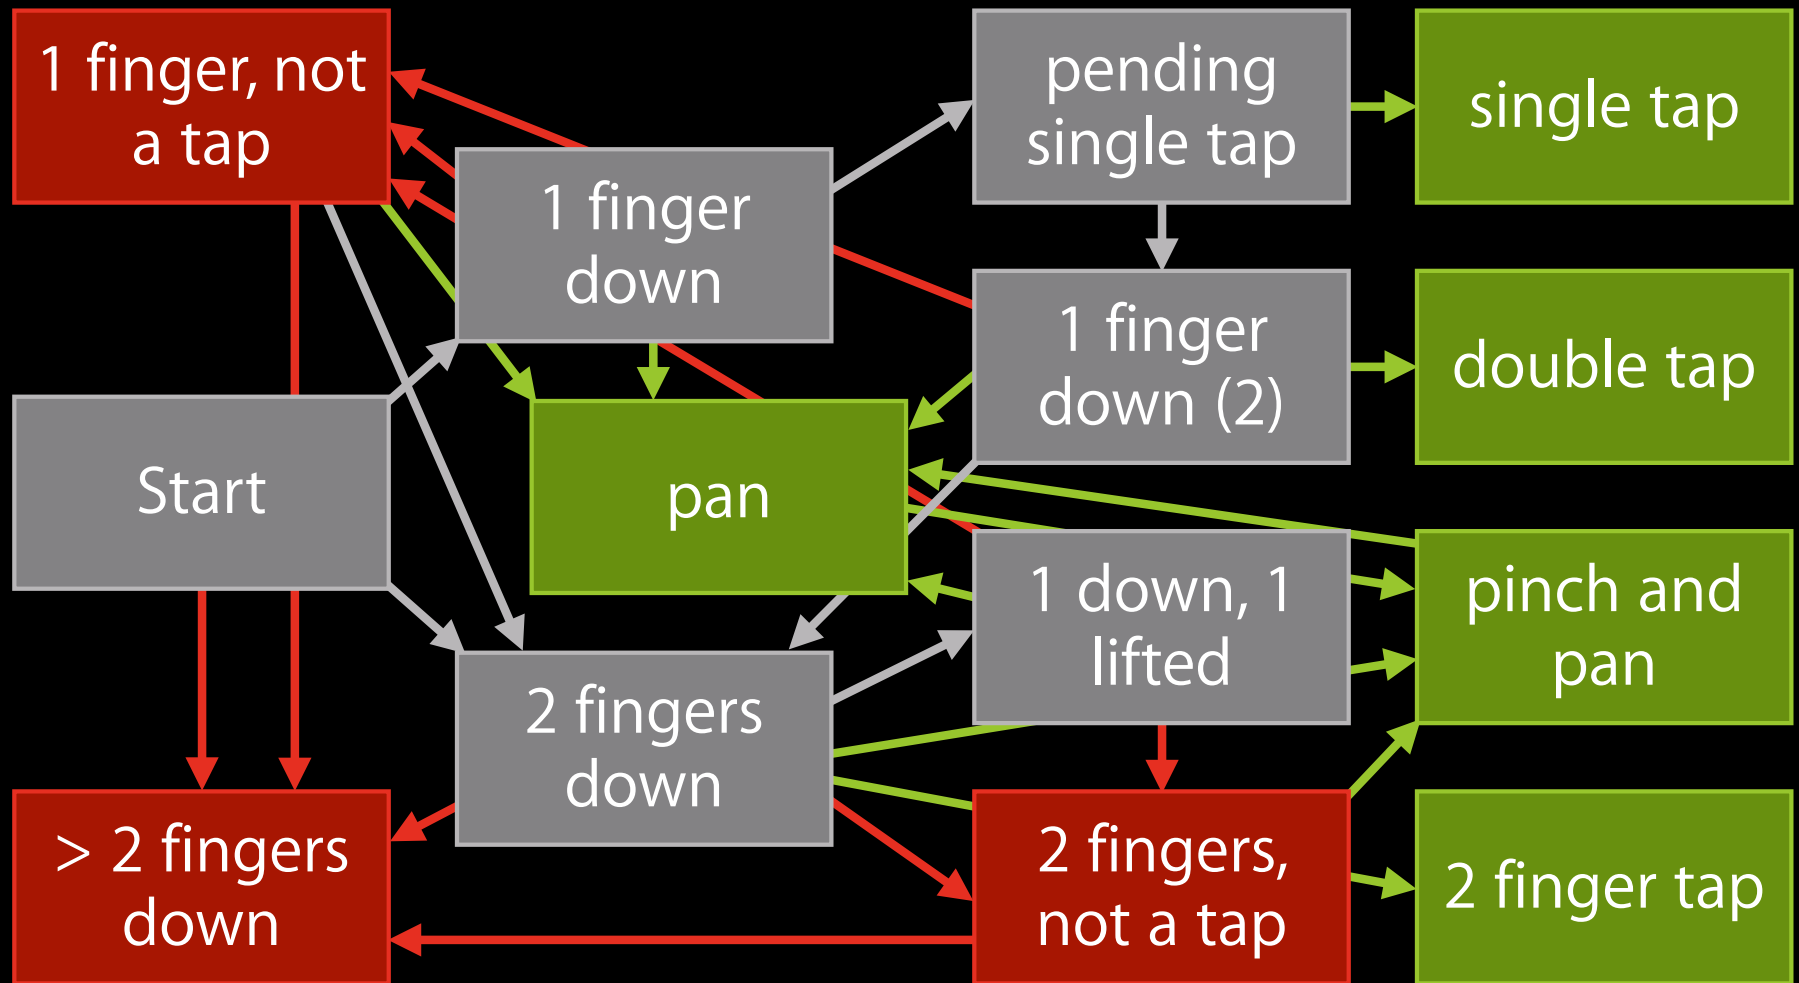 1 finger, not
a tap
1 finger
down
pending
single tap
single tap
1 finger
down (2)
double tap
Start
pan
1 down, 1
lifted
pinch and
pan
2 fingers
down
> 2 fingers
down
2 fingers,
not a tap
2 finger tap